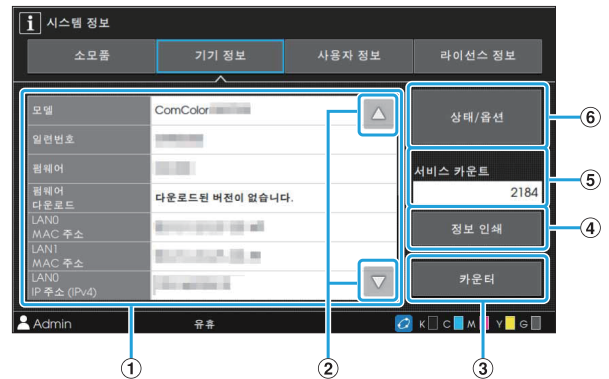 시스템 정보
소모품
기기 정보
사용자 정보
라이선스 정보
모델
ComColor
일련번호
펌웨어
펌웨어
다운로드
다운로드된 버전이 없습니다.
LAN0
MAC 주소
LAN1
MAC 주소
LAN0
IP 주소 (IPv4)
상태/옵션
서비스 카운트
2184
정보 인쇄
카운터
Admin
유휴
K C M Y G
⑥
⑤
④
①
②
③